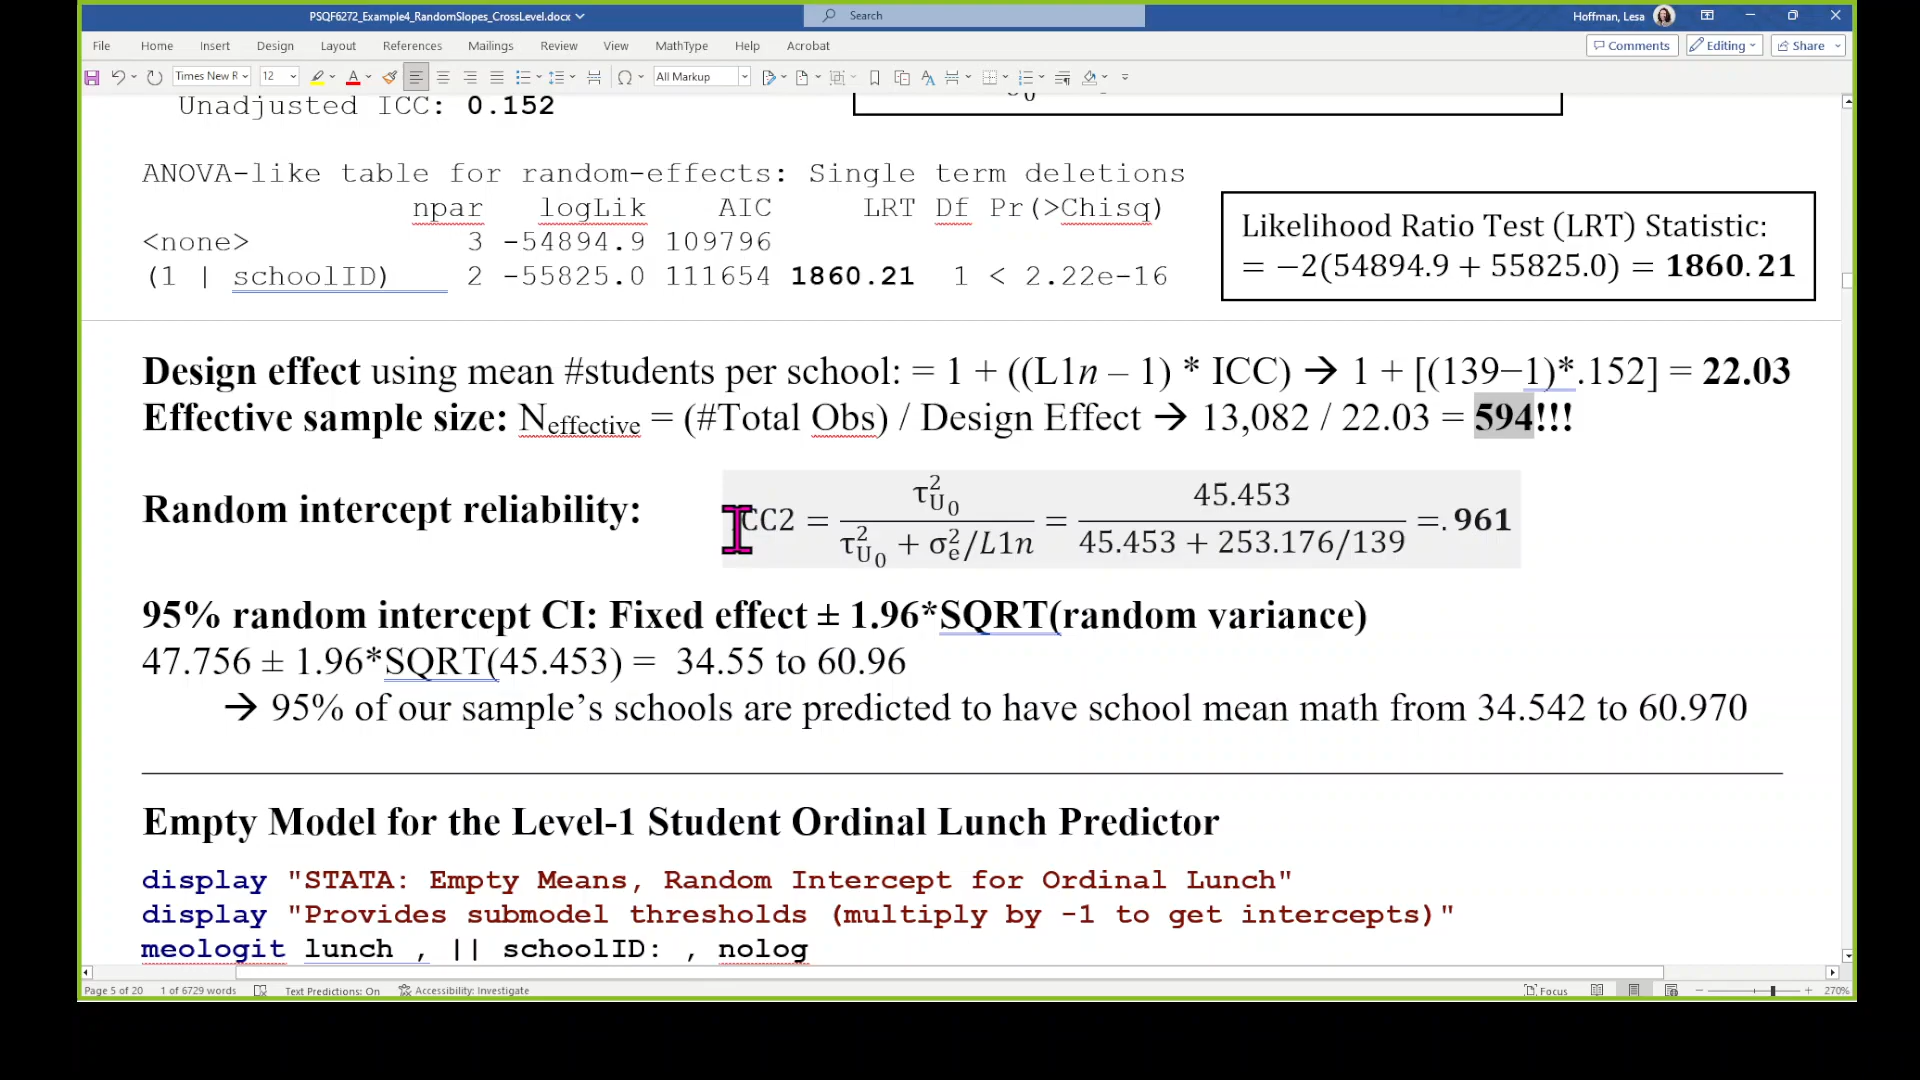 PSQF6272_Example4_RandomSlopes_CrossLevel.docx
Search
Hoffman, Lesa
File Home Insert Design Layout References Mailings Review View MathType Help Acrobat
Comments Editing Share
Times New R 12 All Markup
Unadjusted ICC: 0.152
ANOVA-like table for random-effects: Single term deletions
npar logLik AIC LRT Df Pr(>Chisq)
<none> 3 -54894.9 109796
(1 | schoolID) 2 -55825.0 111654 1860.21 1 < 2.22e-16
Likelihood Ratio Test (LRT) Statistic:
= −2(54894.9 + 55825.0) = 1860.21
Design effect using mean #students per school: = 1 + ((L1n – 1) * ICC) → 1 + [(139−1)*.152] = 22.03
Effective sample size: Neffective = (#Total Obs) / Design Effect → 13,082 / 22.03 = 594!!!
Random intercept reliability: ICC2 = τ²U₀ / (τ²U₀ + σ²e/L1n) = 45.453 / (45.453 + 253.176/139) =. 961
95% random intercept CI: Fixed effect ± 1.96*SQRT(random variance)
47.756 ± 1.96*SQRT(45.453) = 34.55 to 60.96
→ 95% of our sample’s schools are predicted to have school mean math from 34.542 to 60.970
Empty Model for the Level-1 Student Ordinal Lunch Predictor
display "STATA: Empty Means, Random Intercept for Ordinal Lunch"
display "Provides submodel thresholds (multiply by -1 to get intercepts)"
meologit lunch , || schoolID: , nolog
Page 5 of 20 1 of 6729 words Text Predictions: On Accessibility: Investigate
Focus 270%